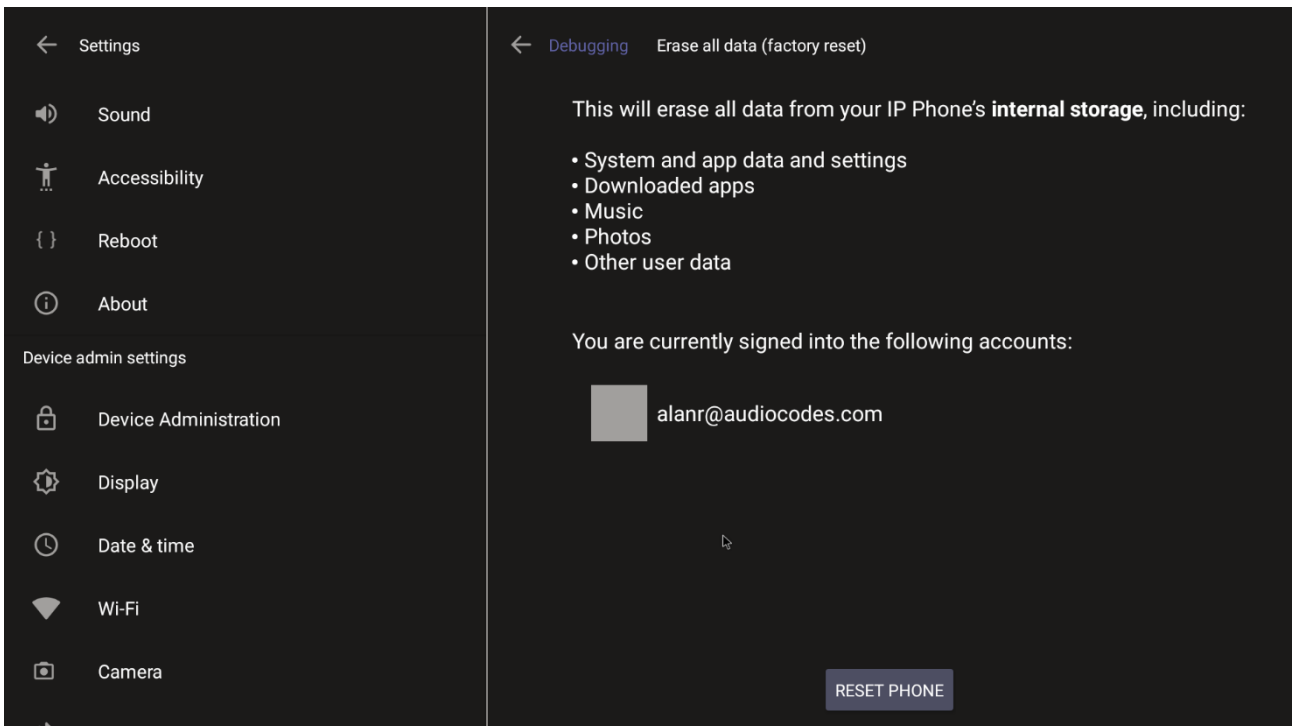 Settings
Sound
Accessibility
{ } Reboot
About
Device admin settings
Device Administration
Display
Date & time
Wi-Fi
Camera
Debugging Erase all data (factory reset)
This will erase all data from your IP Phone's internal storage, including:
• System and app data and settings
• Downloaded apps
• Music
• Photos
• Other user data
You are currently signed into the following accounts:
alanr@audiocodes.com
RESET PHONE